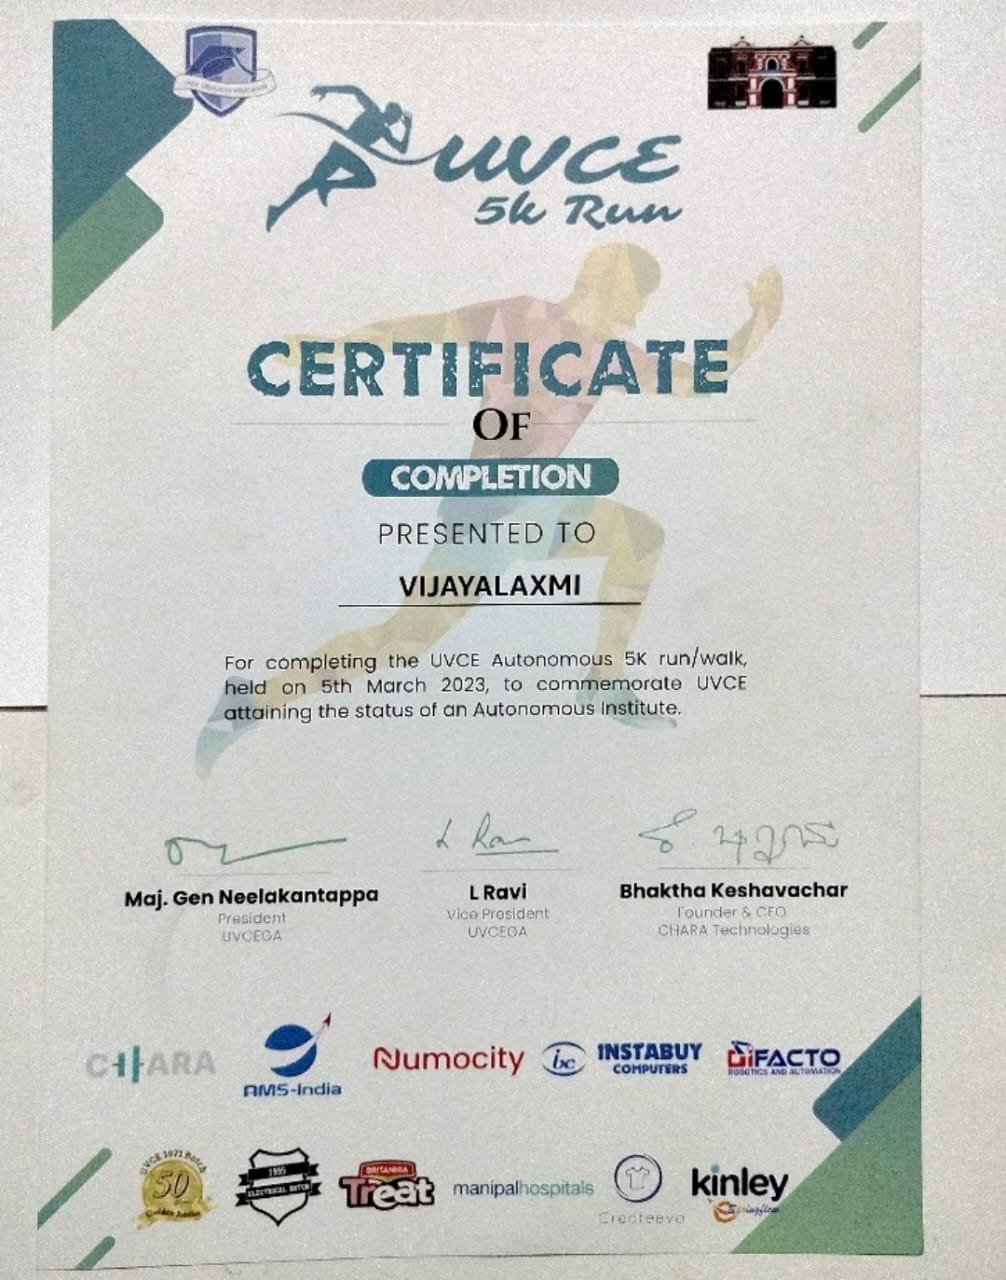 UVCE
5k Run
CERTIFICATE
OF
COMPLETION
PRESENTED TO
VIJAYALAXMI
For completing the UVCE Autonomous 5K run/walk,
held on 5th March 2023, to commemorate UVCE
attaining the status of an Autonomous Institute.
L Ravi
Maj. Gen Neelakantappa
President
UVCEGA
L Ravi
Vice President
UVCEGA
Bhaktha Keshavachar
Founder & CEO
CHARA Technologies
CHARA
AMS-India
Numocity
ibc
INSTABUY
COMPUTERS
DIFACTO
ROBOTICS AND AUTOMATION
UVCE 1971 Batch
50
Golden Jubilee
1995
ELECTRICAL BATCH
BRITANNIA
Treat
manipalhospitals
Createevo
kinley